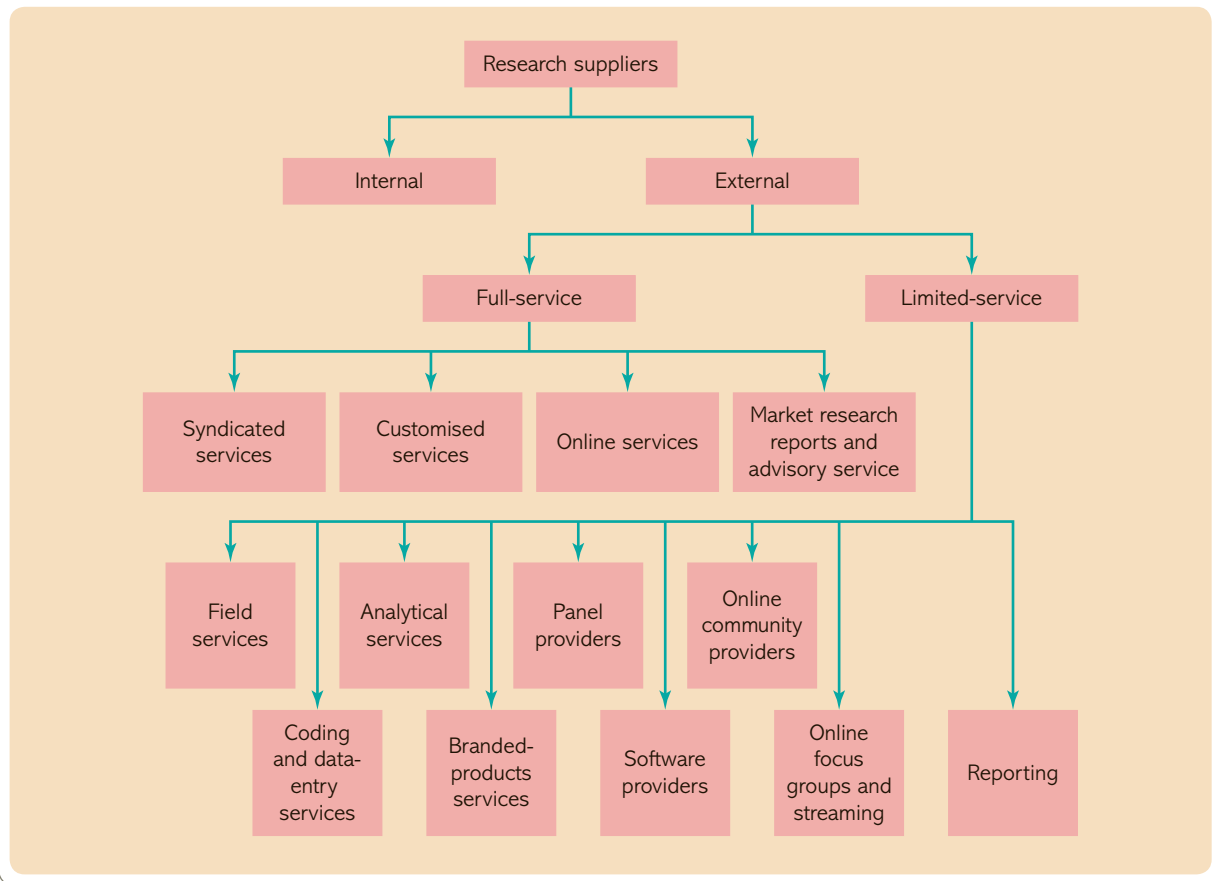 Research suppliers
Internal
External
Full-service
Limited-service
Syndicated
services
Customised
services
Online services
Market research
reports and
advisory service
Field
services
Analytical
services
Panel
providers
Online
community
providers
Coding
and data-
entry
services
Branded-
products
services
Software
providers
Online
focus
groups and
streaming
Reporting